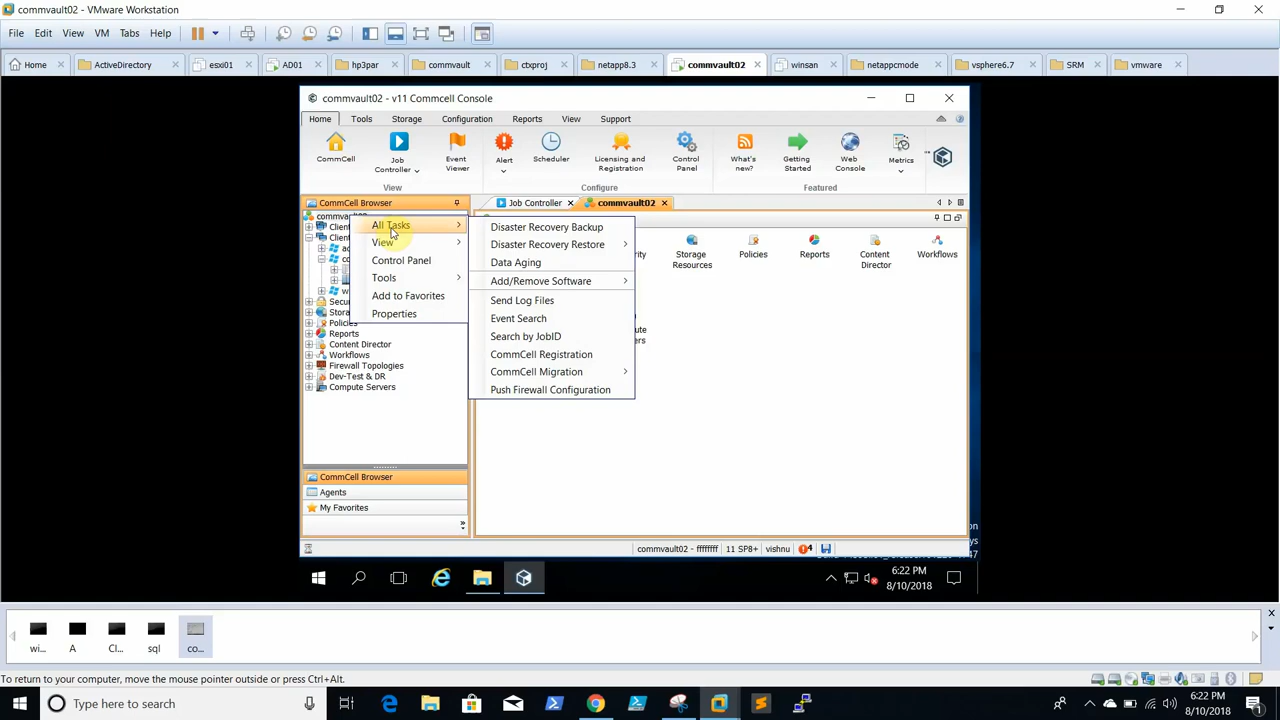 commvault02 - VMware Workstation
File Edit View VM Tabs Help
Home ActiveDirectory esxi01 AD01 hp3par commvault ctxproj netapp8.3 commvault02 winsan netappcmode vsphere6.7 SRM vmware
commvault02 - v11 Commcell Console
Home Tools Storage Configuration Reports View Support
CommCell Job Controller Event Viewer Alert Scheduler Licensing and Registration Control Panel What's new? Getting Started Web Console Metrics
View Configure Featured
CommCell Browser Job Controller commvault02
All Tasks
View
Control Panel
Tools
Add to Favorites
Properties
Disaster Recovery Backup
Disaster Recovery Restore
Data Aging
Add/Remove Software
Send Log Files
Event Search
Search by JobID
CommCell Registration
CommCell Migration
Push Firewall Configuration
Storage Resources Policies Reports Content Director Workflows
Policies
Reports
Content Director
Workflows
Firewall Topologies
Dev-Test & DR
Compute Servers
CommCell Browser
Agents
My Favorites
commvault02 - ffffffff 11 SP8+ vishnu 4
6:22 PM
8/10/2018
wi... A Cl... sql co...
To return to your computer, move the mouse pointer outside or press Ctrl+Alt.
Type here to search
6:22 PM
8/10/2018